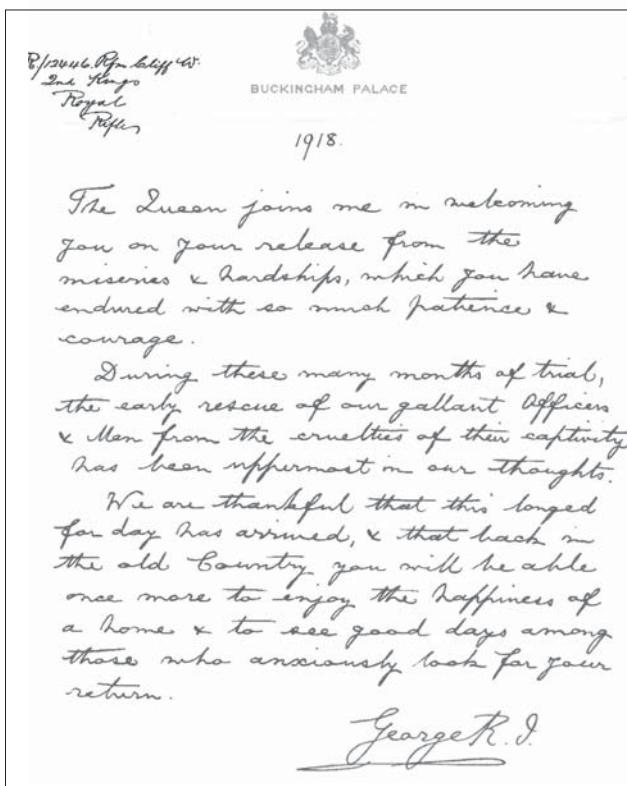 R/12446. Rfn Cliff W.
2nd Kings
Royal
Rifles
BUCKINGHAM PALACE
1918.
The Queen joins me in welcoming
you on your release from the
miseries & hardships, which you have
endured with so much patience &
courage.
During these many months of trial,
the early rescue of our gallant Officers
& Men from the cruelties of their captivity
has been uppermost in our thoughts.
We are thankful that this longed
for day has arrived, & that back in
the old Country you will be able
once more to enjoy the happiness of
a home & to see good days among
those who anxiously look for your
return.
George R. I.